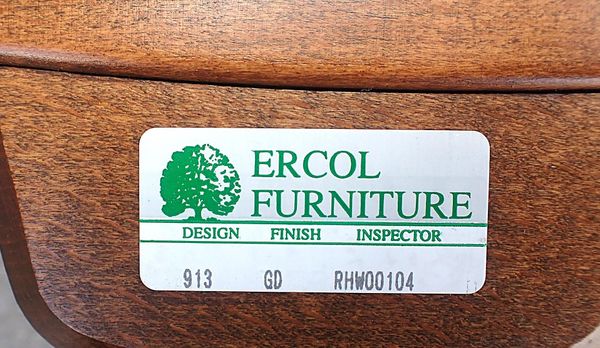 ERCOL
FURNITURE
DESIGN FINISH INSPECTOR
913 GD RHW00104